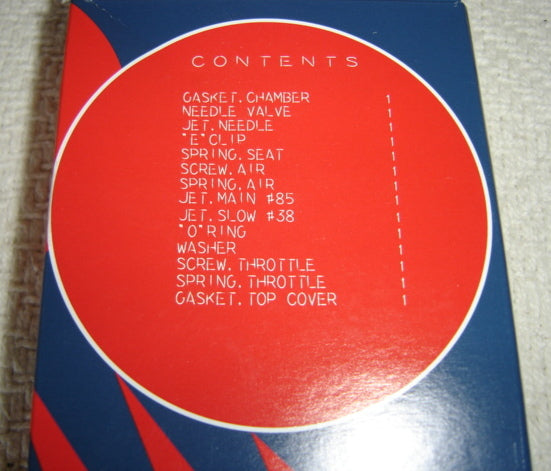 CONTENTS
GASKET. CHAMBER 1
NEEDLE VALVE 1
JET. NEEDLE 1
"E"CLIP 1
SPRING. SEAT 1
SCREW. AIR 1
SPRING. AIR 1
JET. MAIN #85 1
JET. SLOW #38 1
"O"RING 1
WASHER 1
SCREW. THROTTLE 1
SPRING. THROTTLE 1
GASKET. TOP COVER 1